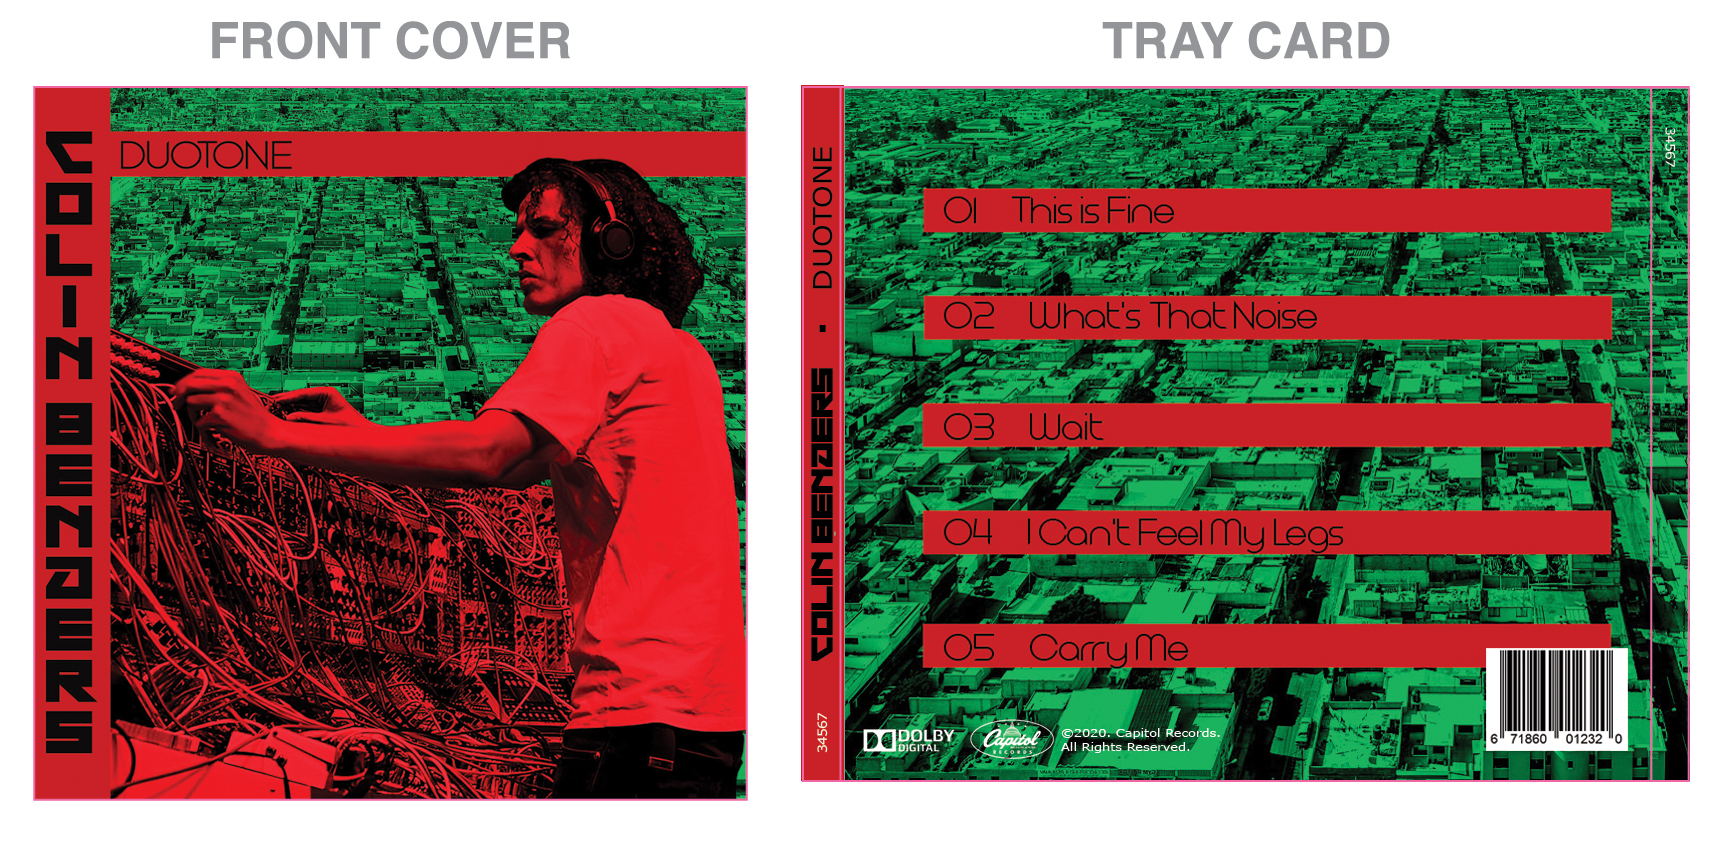 FRONT COVER
COLIN BENDERS
DUOTONE
TRAY CARD
34567 COLIN BENDERS · DUOTONE
34567
01 This is Fine
02 What's That Noise
03 Wait
04 I Can't Feel My Legs
05 Carry Me
DOLBY
DIGITAL
Capitol
RECORDS
©2020. Capitol Records.
All Rights Reserved.
6 71860 01232 0